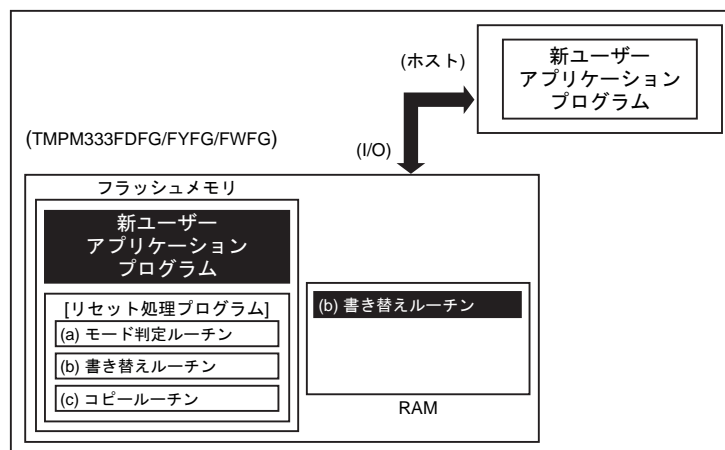 (ホスト)
新ユーザー
アプリケーション
プログラム
(TMPM333FDFG/FYFG/FWFG)
(I/O)
フラッシュメモリ
新ユーザー
アプリケーション
プログラム
[リセット処理プログラム]
(a) モード判定ルーチン
(b) 書き替えルーチン
(c) コピールーチン
(b) 書き替えルーチン
RAM